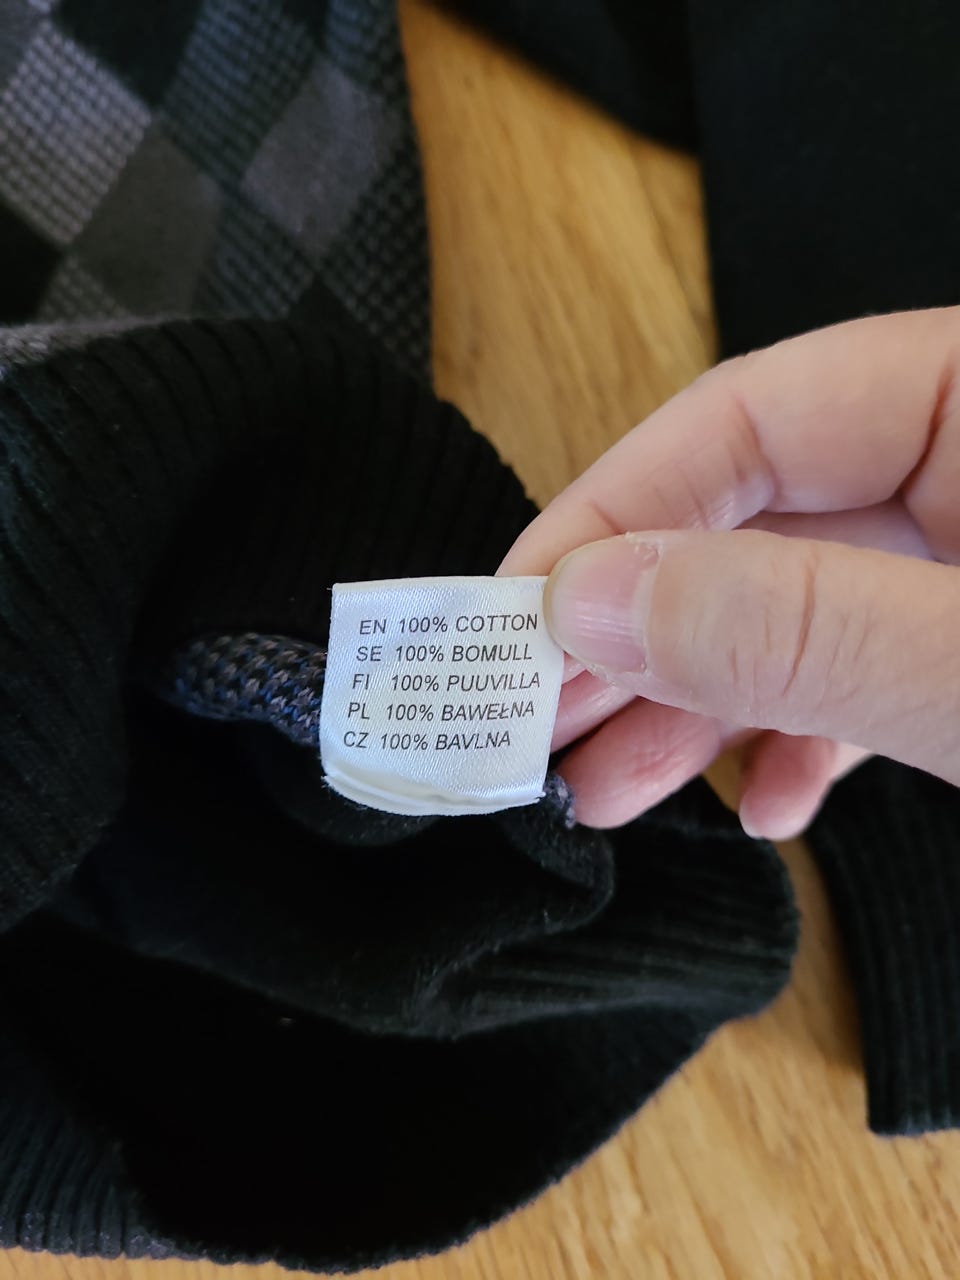 EN 100% COTTON
SE 100% BOMULL
FI 100% PUUVILLA
PL 100% BAWEŁNA
CZ 100% BAVLNA